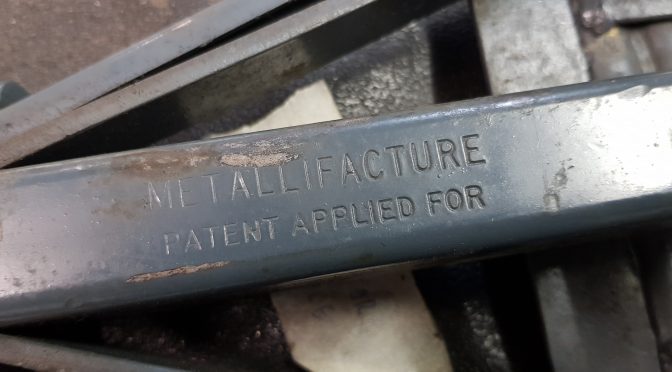 METALLIFACTURE
PATENT APPLIED FOR